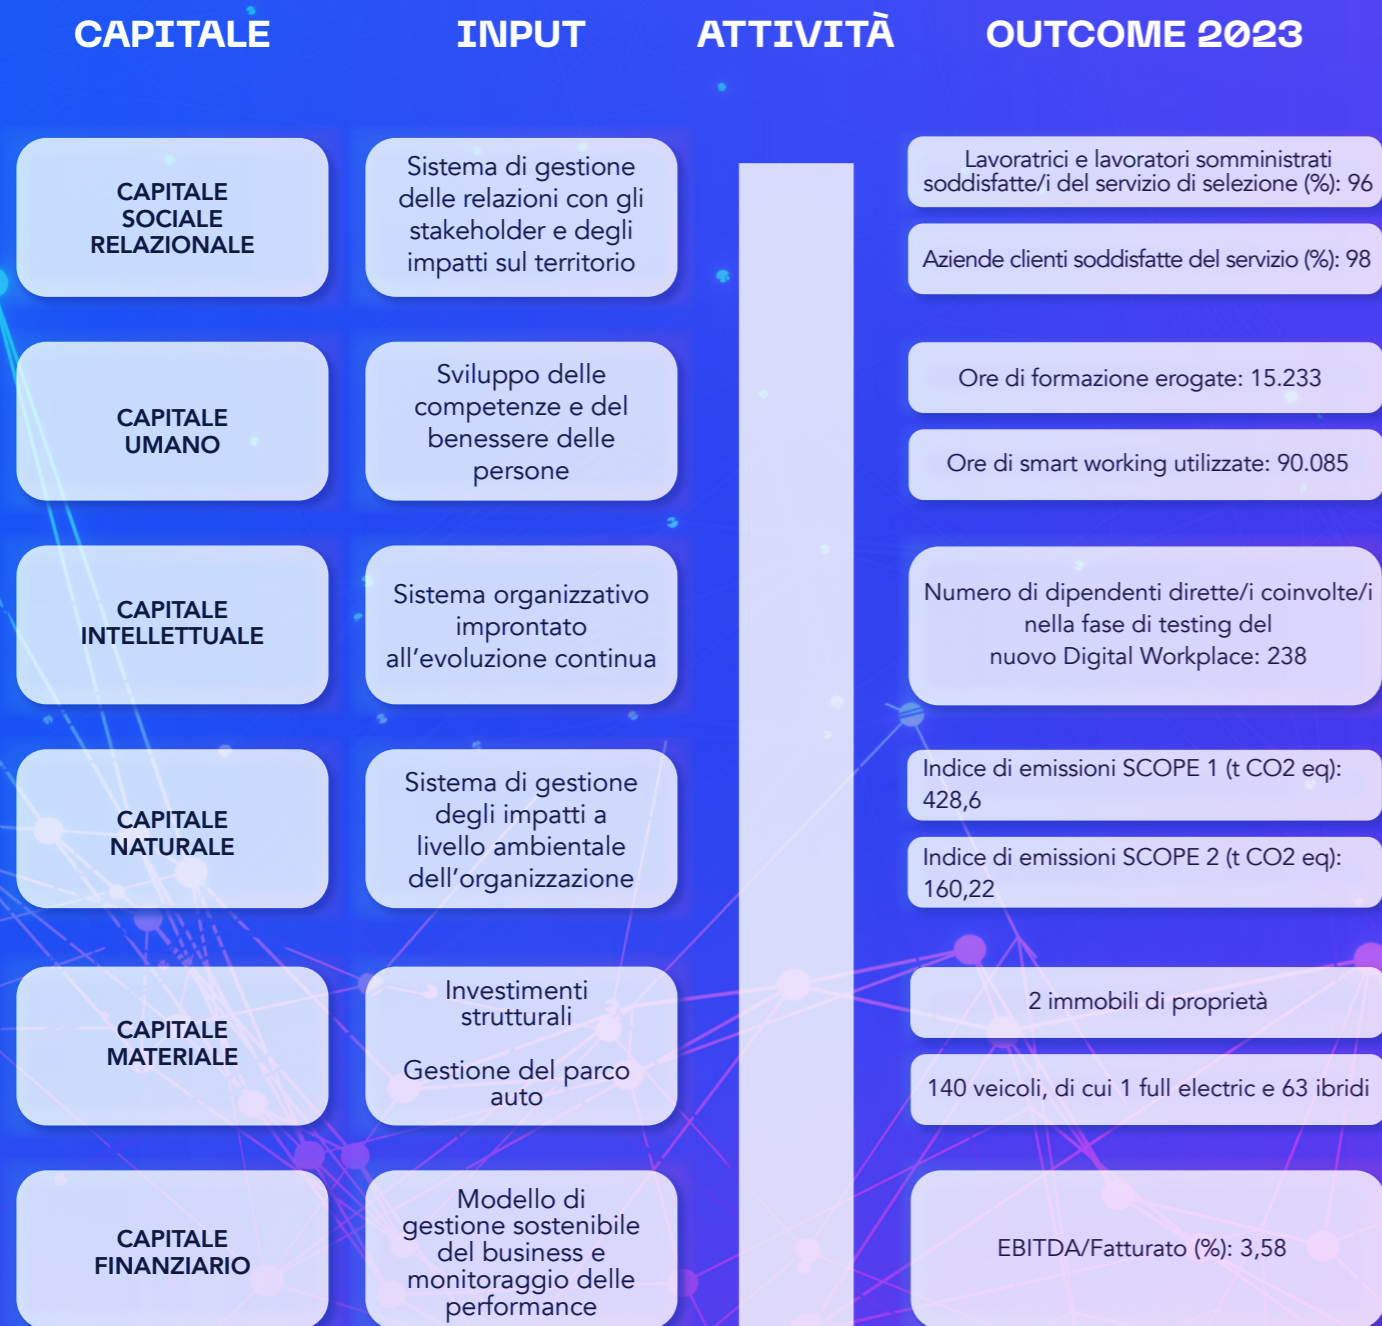 CAPITALE INPUT ATTIVITÀ OUTCOME 2023
CAPITALE
SOCIALE
RELAZIONALE
Sistema di gestione
delle relazioni con gli
stakeholder e degli
impatti sul territorio
Lavoratrici e lavoratori somministrati
soddisfatte/i del servizio di selezione (%): 96
Aziende clienti soddisfatte del servizio (%): 98
CAPITALE
UMANO
Sviluppo delle
competenze e del
benessere delle
persone
Ore di formazione erogate: 15.233
Ore di smart working utilizzate: 90.085
CAPITALE
INTELLETTUALE
Sistema organizzativo
improntato
all’evoluzione continua
Numero di dipendenti dirette/i coinvolte/i
nella fase di testing del
nuovo Digital Workplace: 238
CAPITALE
NATURALE
Sistema di gestione
degli impatti a
livello ambientale
dell’organizzazione
Indice di emissioni SCOPE 1 (t CO2 eq):
428,6
Indice di emissioni SCOPE 2 (t CO2 eq):
160,22
CAPITALE
MATERIALE
Investimenti
strutturali
Gestione del parco
auto
2 immobili di proprietà
140 veicoli, di cui 1 full electric e 63 ibridi
CAPITALE
FINANZIARIO
Modello di
gestione sostenibile
del business e
monitoraggio delle
performance
EBITDA/Fatturato (%): 3,58